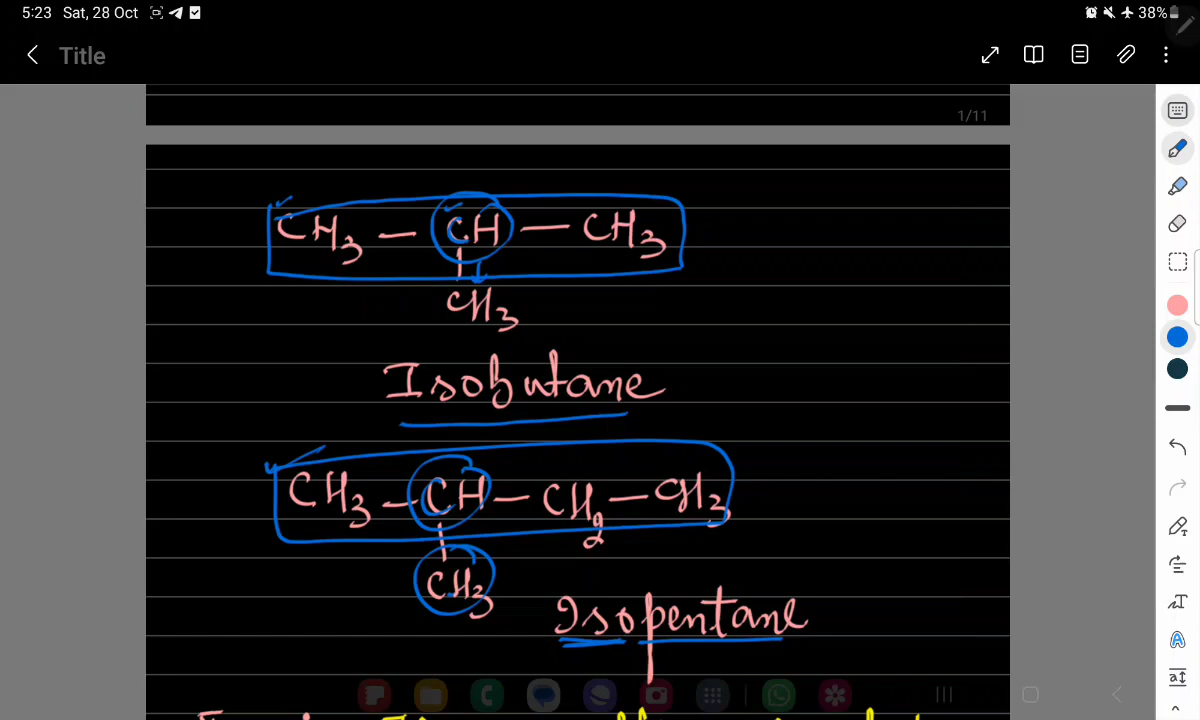 5:23 Sat, 28 Oct 38%
Title
1/11
CH3 — CH — CH3
CH3
Isobutane
CH3 — CH — CH2 — CH3
CH3
Isopentane